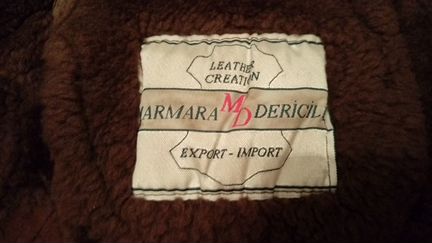 LEATHER
CREATION
MARMARA MD DERICIL
EXPORT - IMPORT